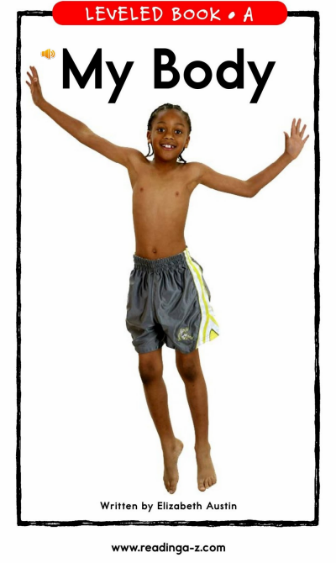 LEVELED BOOK • A
My Body
Written by Elizabeth Austin
www.readinga-z.com